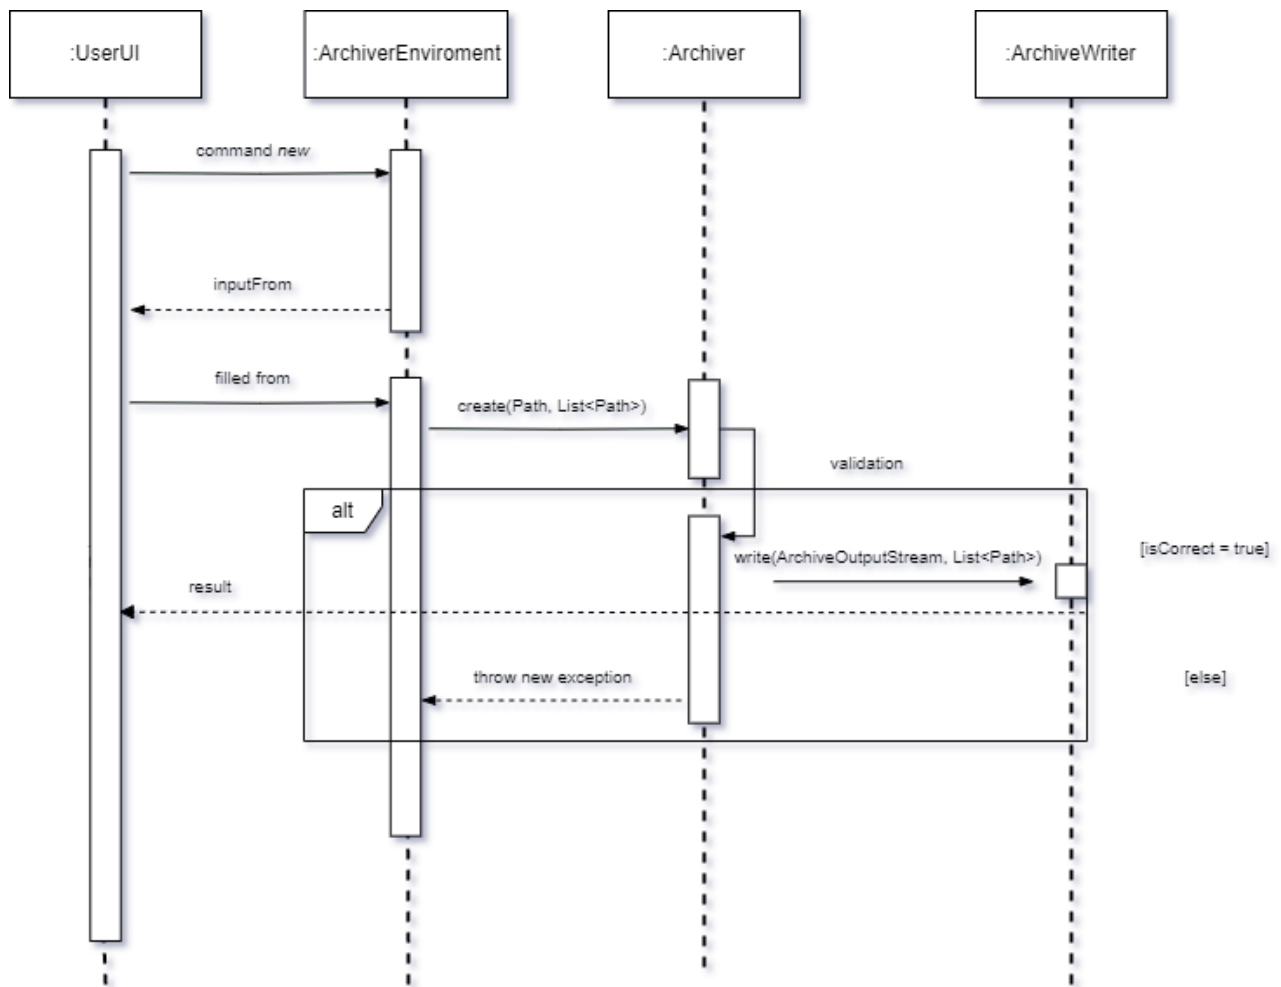 :UserUI
:ArchiverEnviroment
:Archiver
:ArchiveWriter
command new
inputFrom
filled from
create(Path, List<Path>)
validation
alt
[isCorrect = true]
write(ArchiveOutputStream, List<Path>)
result
throw new exception
[else]